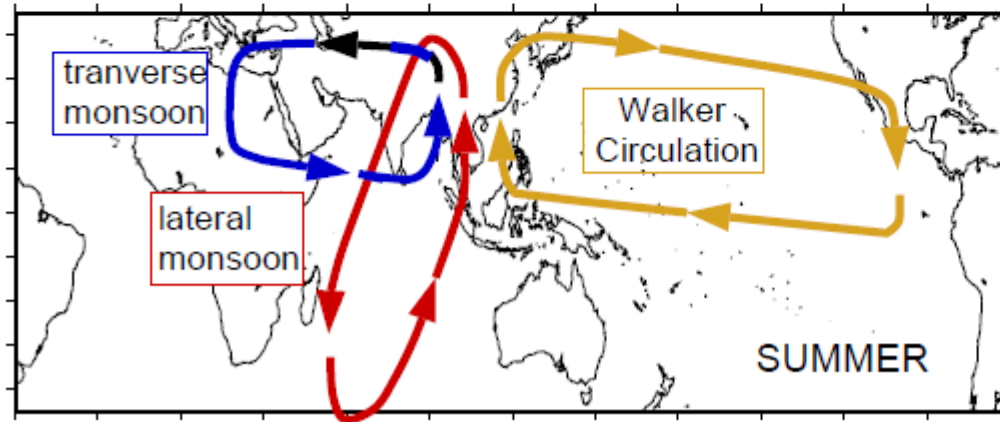 tranverse
monsoon
Walker
Circulation
lateral
monsoon
SUMMER